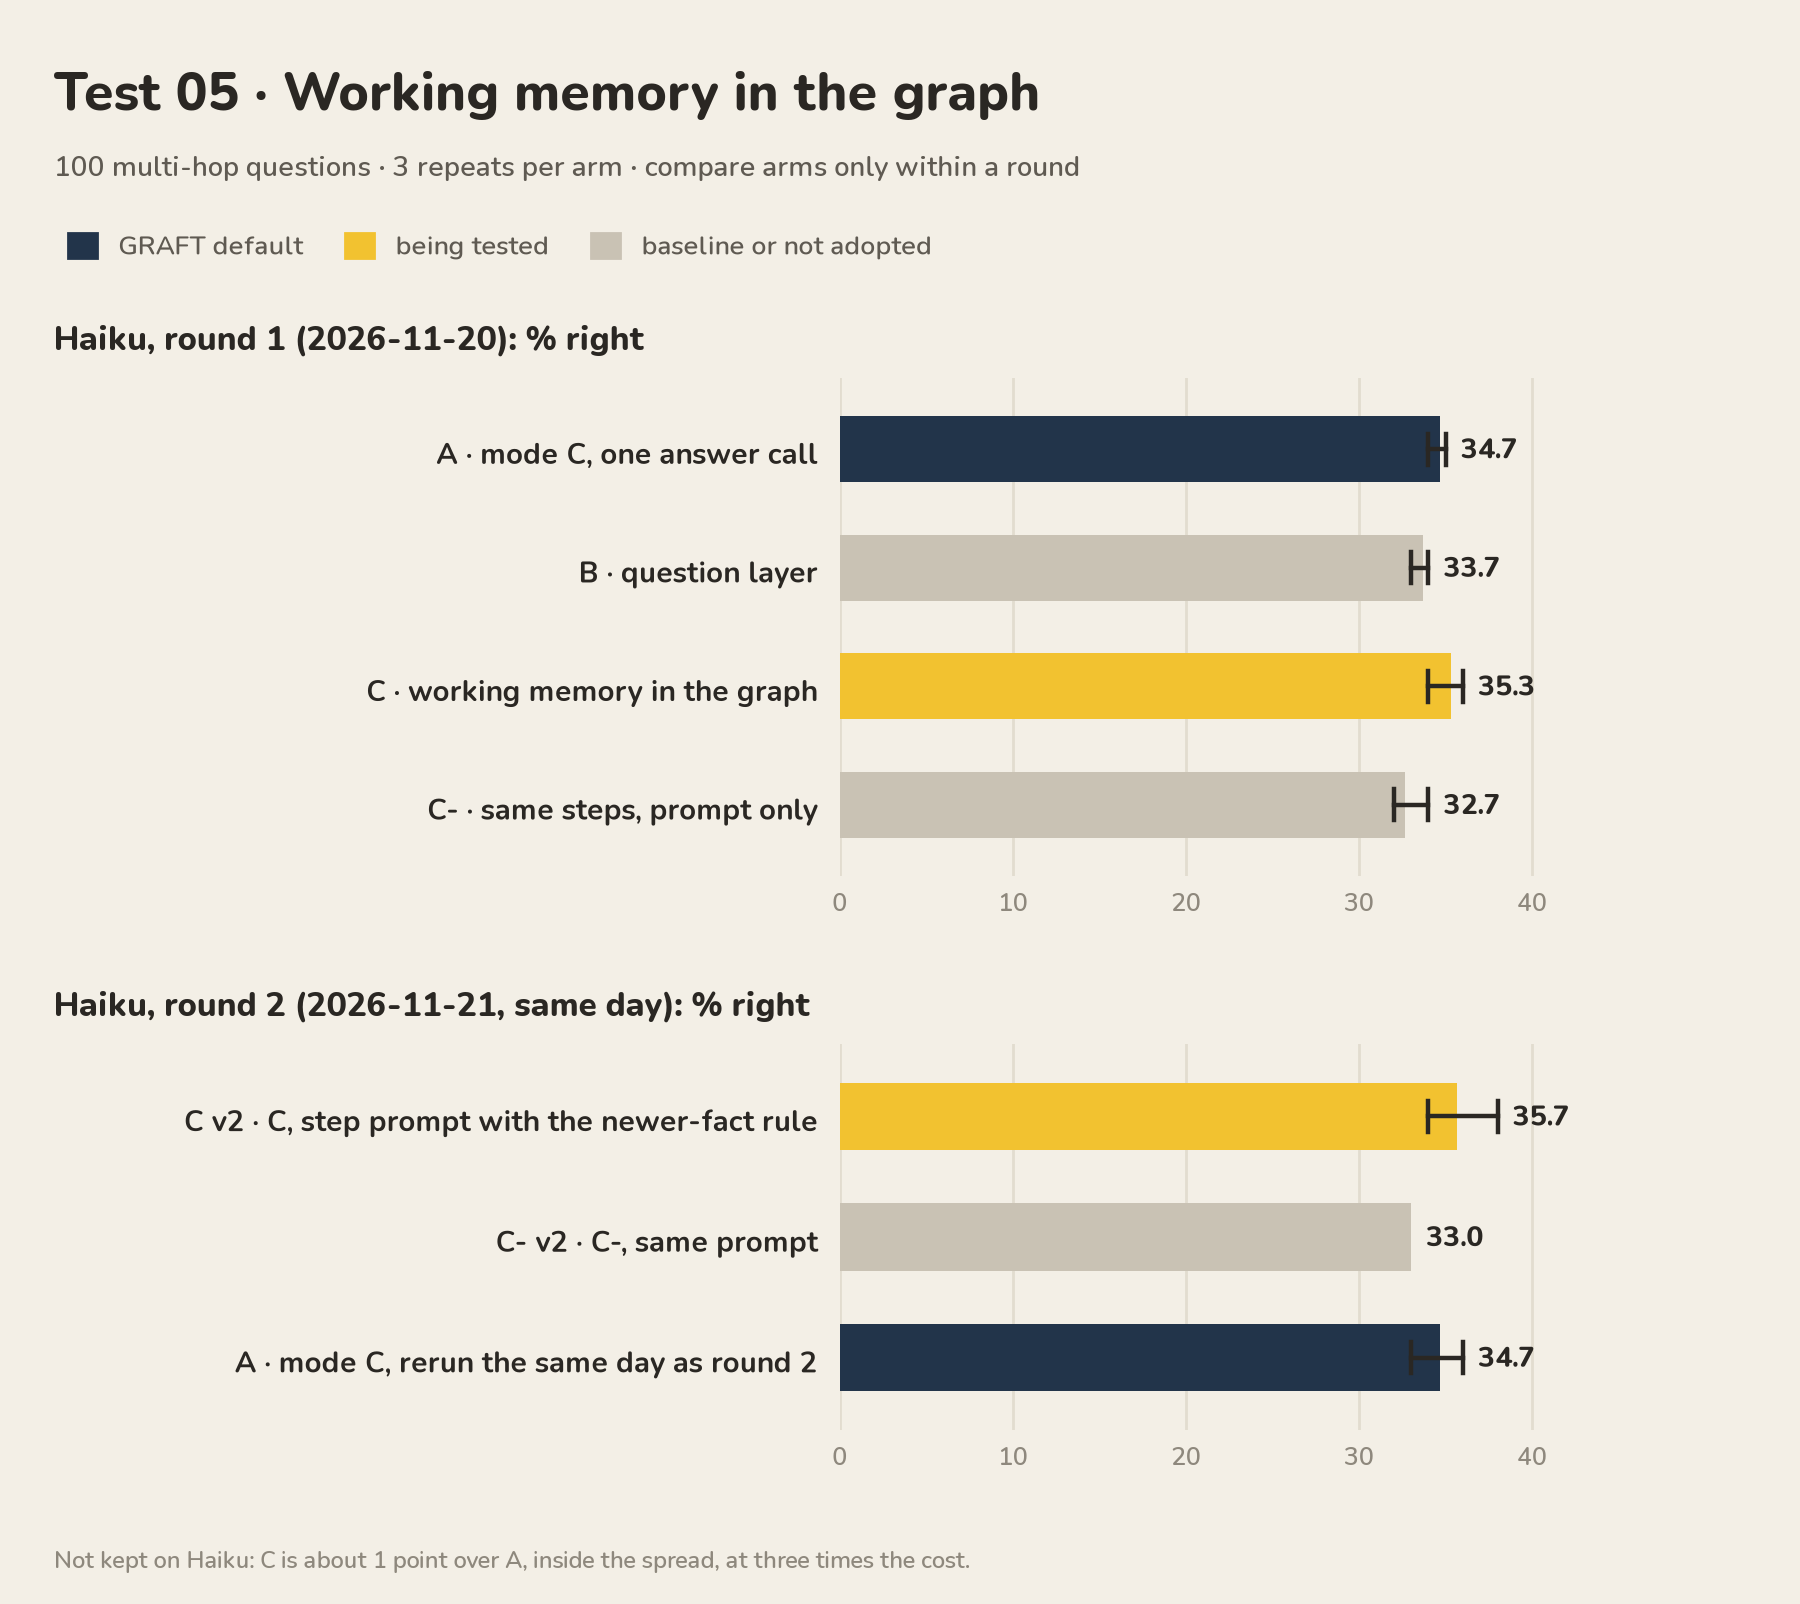 Test 05 · Working memory in the graph
100 multi-hop questions · 3 repeats per arm · compare arms only within a round
GRAFT default
being tested
baseline or not adopted
Haiku, round 1 (2026-11-20): % right
A · mode C, one answer call
34.7
B · question layer
33.7
C · working memory in the graph
35.3
C- · same steps, prompt only
32.7
0 10 20 30 40
Haiku, round 2 (2026-11-21, same day): % right
C v2 · C, step prompt with the newer-fact rule
35.7
C- v2 · C-, same prompt
33.0
A · mode C, rerun the same day as round 2
34.7
0 10 20 30 40
Not kept on Haiku: C is about 1 point over A, inside the spread, at three times the cost.